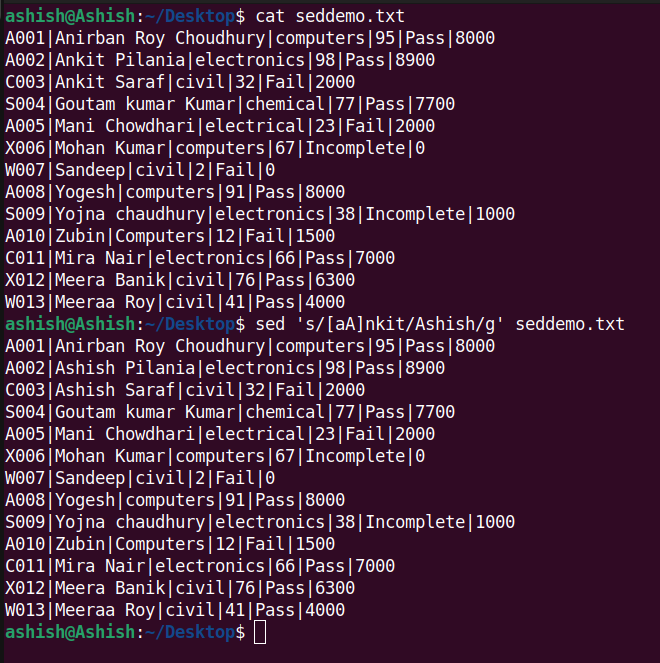 ashish@Ashish:~/Desktop$ cat seddemo.txt
A001|Anirban Roy Choudhury|computers|95|Pass|8000
A002|Ankit Pilania|electronics|98|Pass|8900
C003|Ankit Saraf|civil|32|Fail|2000
S004|Goutam kumar Kumar|chemical|77|Pass|7700
A005|Mani Chowdhari|electrical|23|Fail|2000
X006|Mohan Kumar|computers|67|Incomplete|0
W007|Sandeep|civil|2|Fail|0
A008|Yogesh|computers|91|Pass|8000
S009|Yojna chaudhury|electronics|38|Incomplete|1000
A010|Zubin|Computers|12|Fail|1500
C011|Mira Nair|electronics|66|Pass|7000
X012|Meera Banik|civil|76|Pass|6300
W013|Meeraa Roy|civil|41|Pass|4000
ashish@Ashish:~/Desktop$ sed 's/[aA]nkit/Ashish/g' seddemo.txt
A001|Anirban Roy Choudhury|computers|95|Pass|8000
A002|Ashish Pilania|electronics|98|Pass|8900
C003|Ashish Saraf|civil|32|Fail|2000
S004|Goutam kumar Kumar|chemical|77|Pass|7700
A005|Mani Chowdhari|electrical|23|Fail|2000
X006|Mohan Kumar|computers|67|Incomplete|0
W007|Sandeep|civil|2|Fail|0
A008|Yogesh|computers|91|Pass|8000
S009|Yojna chaudhury|electronics|38|Incomplete|1000
A010|Zubin|Computers|12|Fail|1500
C011|Mira Nair|electronics|66|Pass|7000
X012|Meera Banik|civil|76|Pass|6300
W013|Meeraa Roy|civil|41|Pass|4000
ashish@Ashish:~/Desktop$